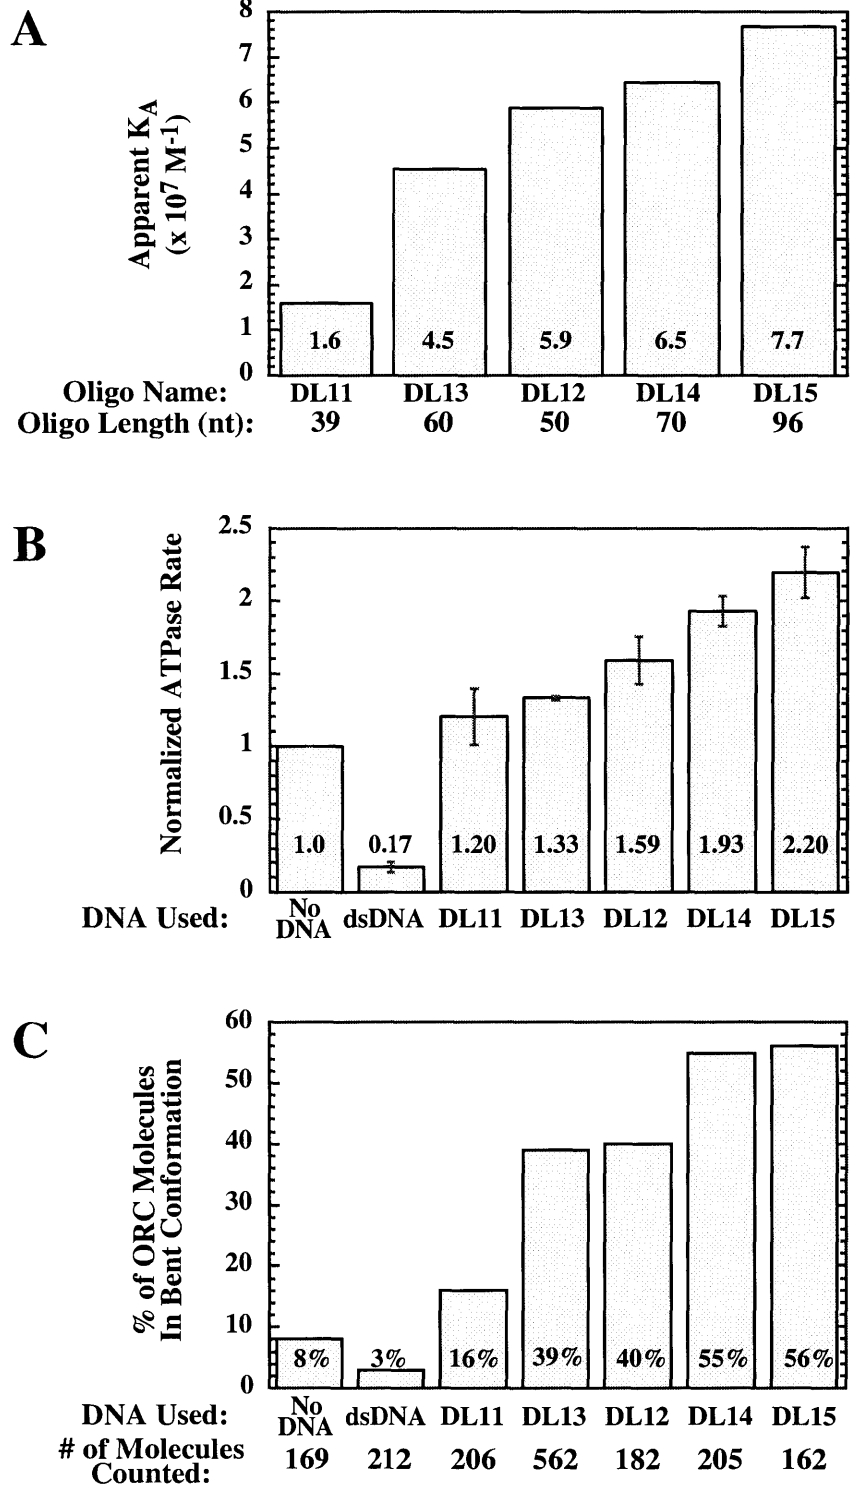 A
Apparent KA
(x 10⁷ M⁻¹)
8
7
6
5
4
3
2
1
0
1.6 4.5 5.9 6.5 7.7
Oligo Name: DL11 DL13 DL12 DL14 DL15
Oligo Length (nt): 39 60 50 70 96
B
Normalized ATPase Rate
2.5
2
1.5
1
0.5
0
1.0 0.17 1.20 1.33 1.59 1.93 2.20
DNA Used: No DNA dsDNA DL11 DL13 DL12 DL14 DL15
C
% of ORC Molecules
In Bent Conformation
60
50
40
30
20
10
0
8% 3% 16% 39% 40% 55% 56%
DNA Used: No DNA dsDNA DL11 DL13 DL12 DL14 DL15
# of Molecules
Counted: 169 212 206 562 182 205 162